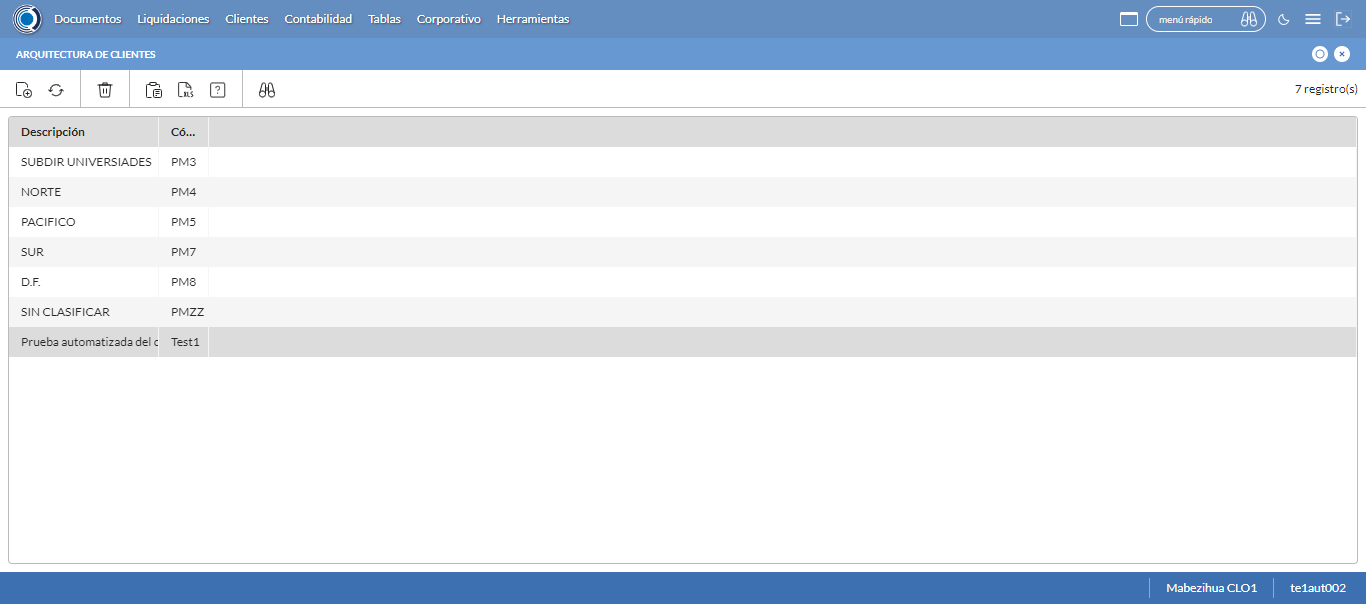 Documentos Liquidaciones Clientes Contabilidad Tablas Corporativo Herramientas menú rápido
ARQUITECTURA DE CLIENTES
XLS ? 7 registro(s)
Descripción Có...
SUBDIR UNIVERSIADES PM3
NORTE PM4
PACIFICO PM5
SUR PM7
D.F. PM8
SIN CLASIFICAR PMZZ
Prueba automatizada del c Test1
Mabezihua CLO1 te1aut002